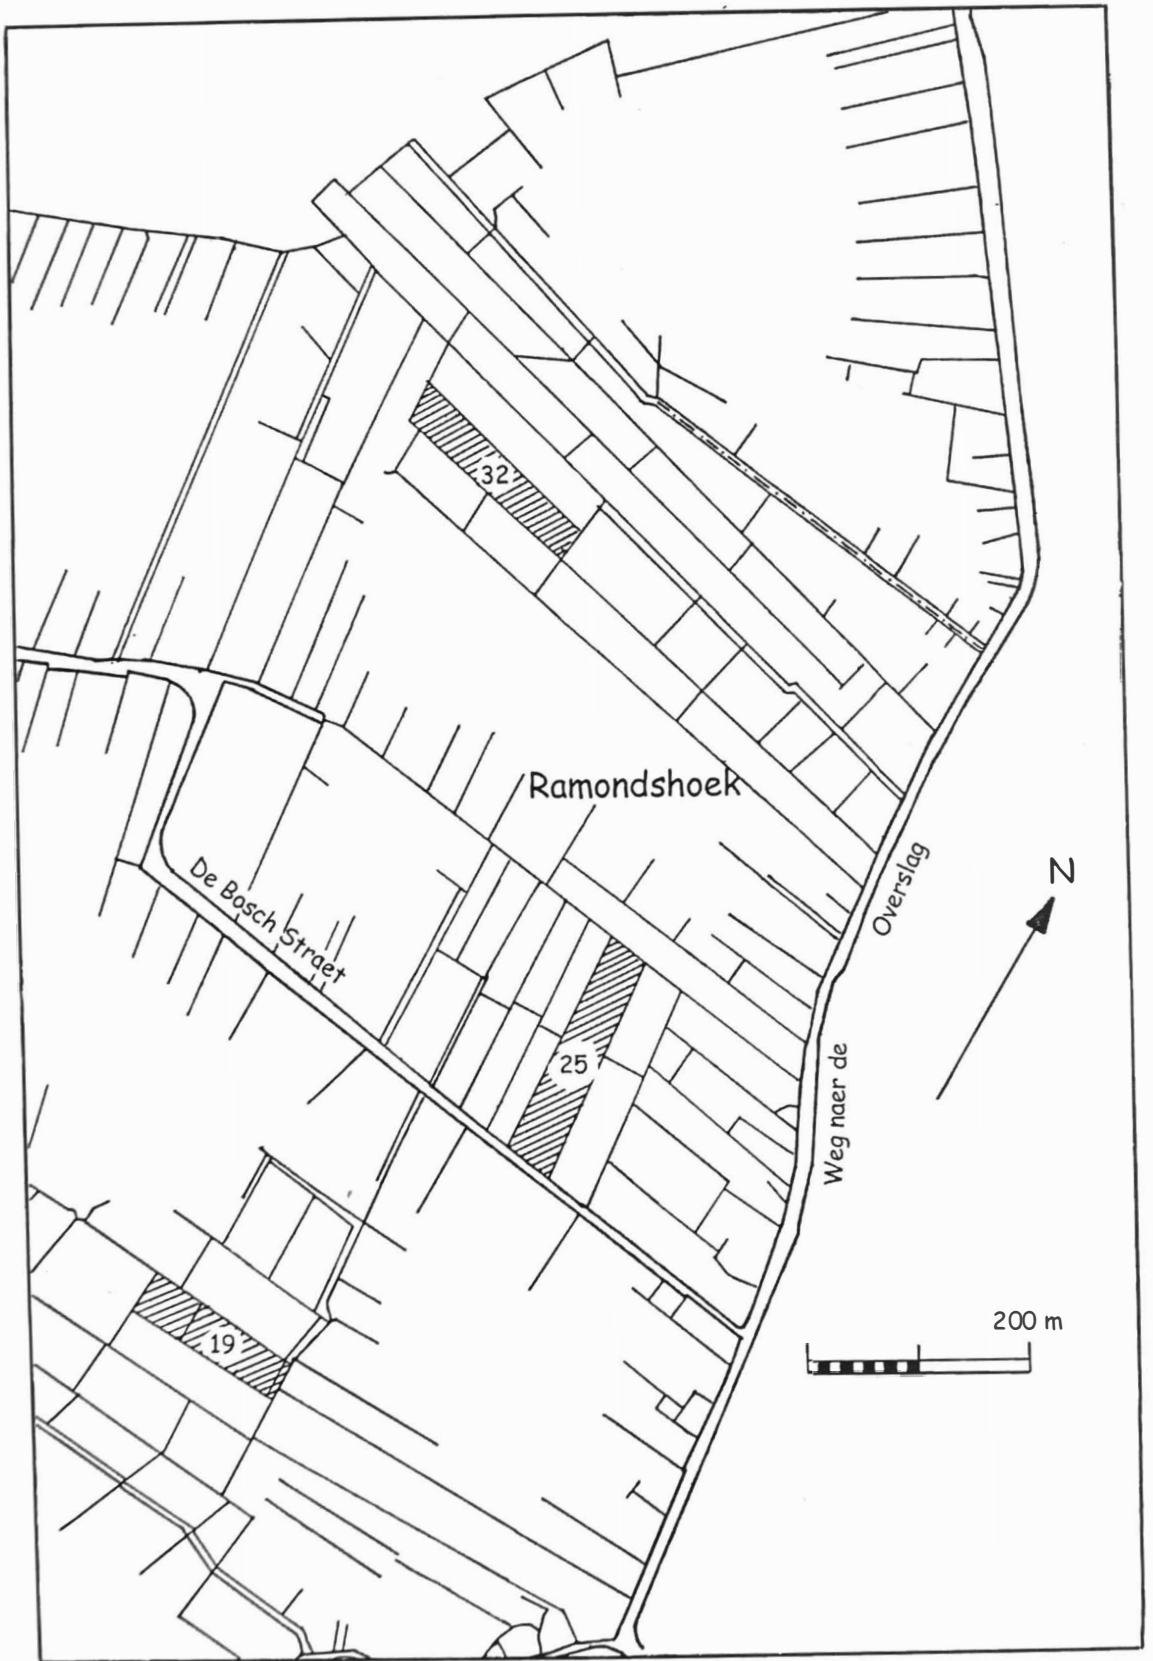 32
Ramondshoek
De Bosch Straet
Overslag
N
25
Weg naer de
200 m
19